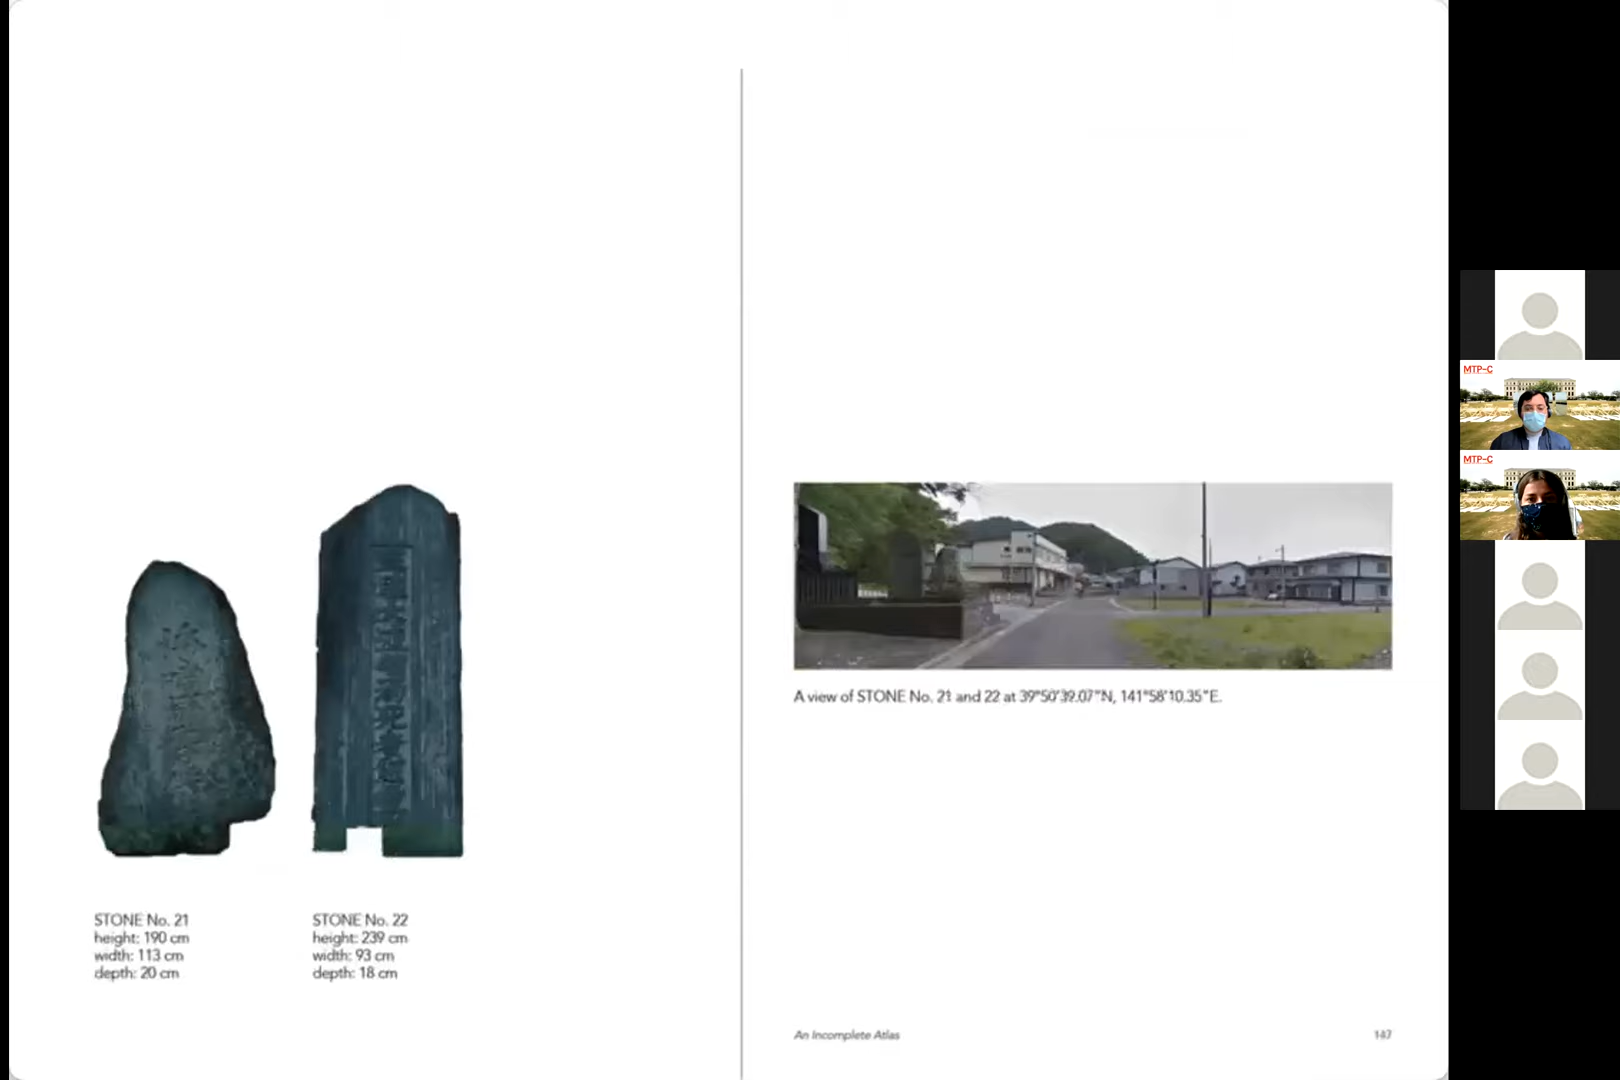 STONE No. 21
height: 190 cm
width: 113 cm
depth: 20 cm
STONE No. 22
height: 239 cm
width: 93 cm
depth: 18 cm
A view of STONE No. 21 and 22 at 39°50'39.07"N, 141°58'10.35"E.
An Incomplete Atlas
147
MTP-C
MTP-C